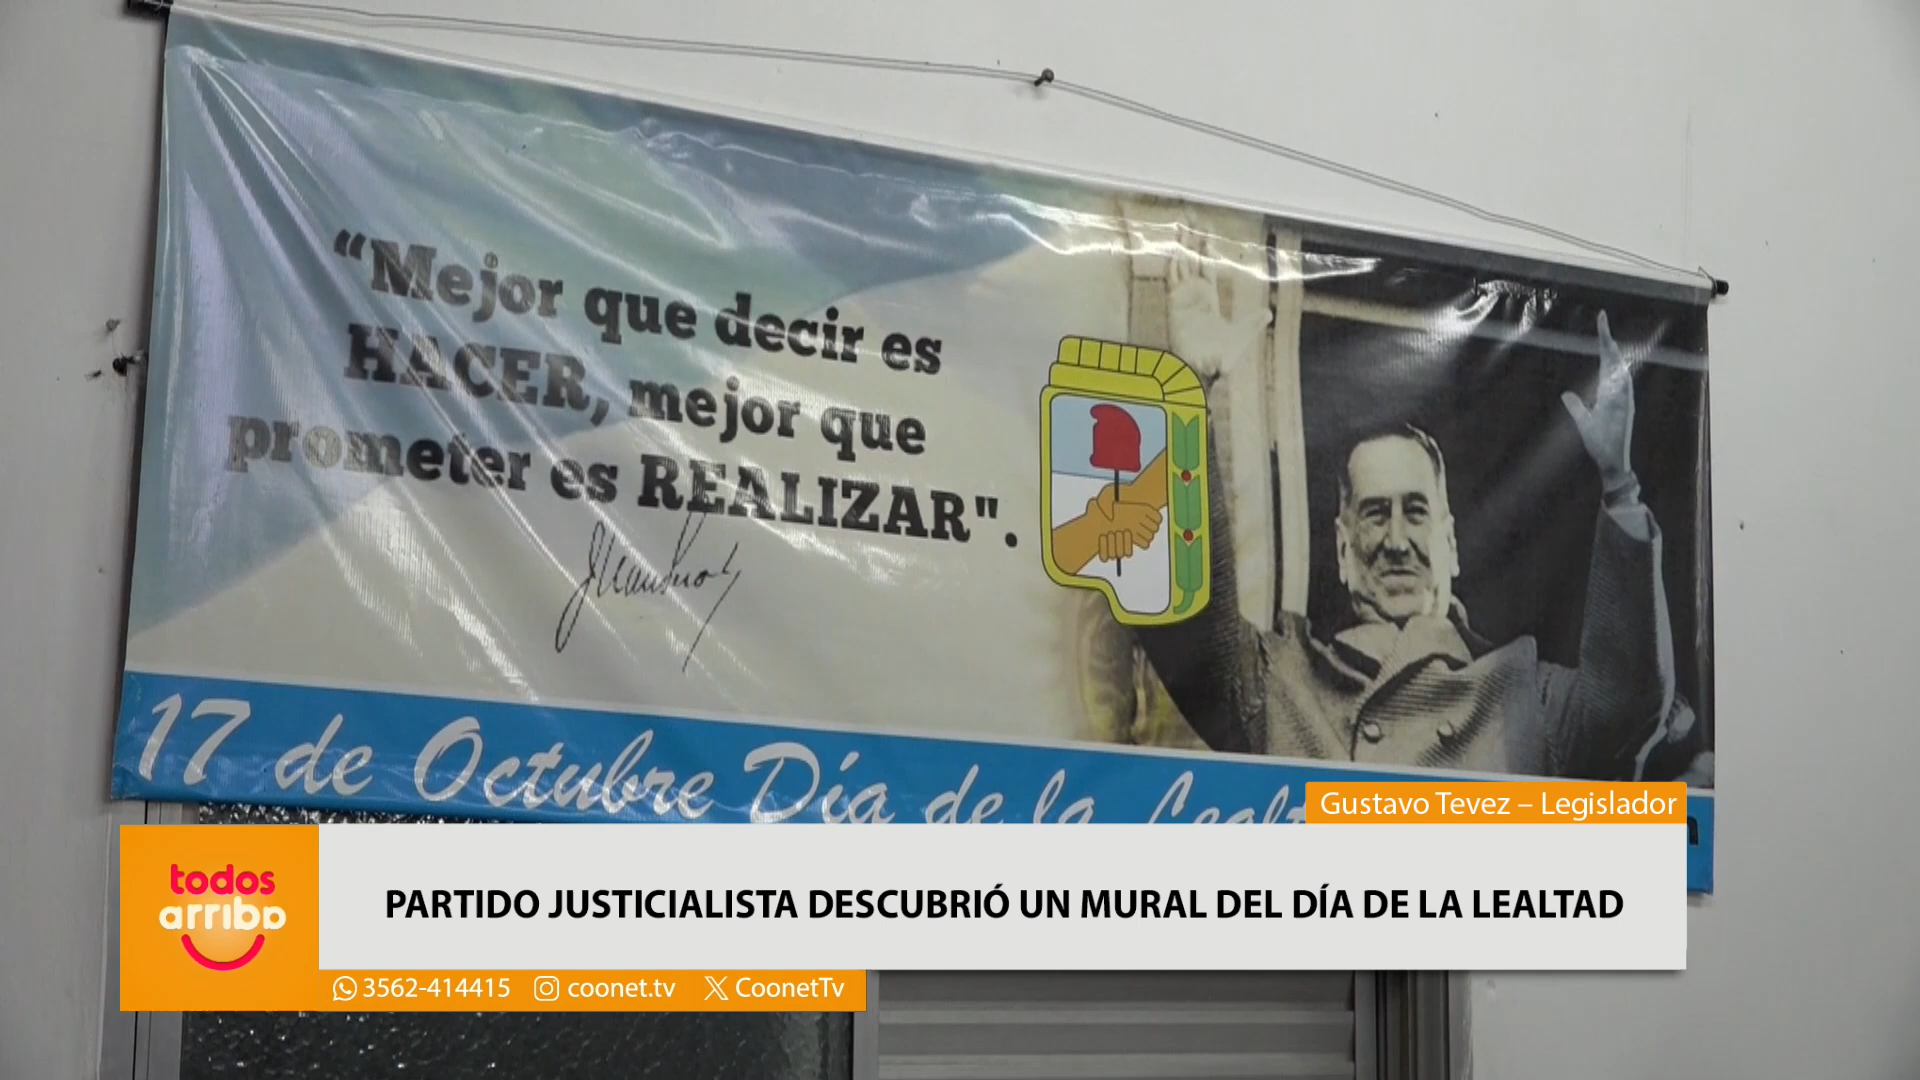 “Mejor que decir es
HACER, mejor que
prometer es REALIZAR".
17 de Octubre Día de la Lealt
Gustavo Tevez – Legislador
todos
arriba
PARTIDO JUSTICIALISTA DESCUBRIÓ UN MURAL DEL DÍA DE LA LEALTAD
3562-414415 coonet.tv CoonetTv